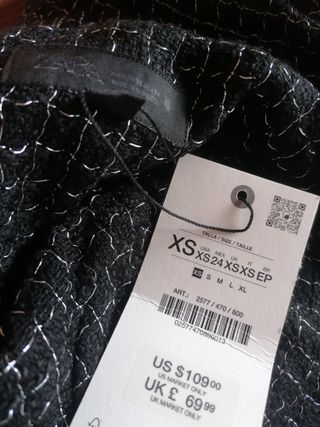 TALLA / SIZE / TAILLE
USA MEX UK IT BR
XS XS 24 XS XS EP
XS S M L XL
ART.: 2577 / 470 / 800
US $ 109.00
US MARKET ONLY
UK £ 69.99
UK MARKET ONLY